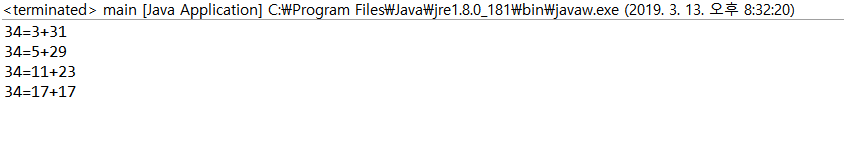 <terminated> main [Java Application] C:₩Program Files₩Java₩jre1.8.0_181₩bin₩javaw.exe (2019. 3. 13. 오후 8:32:20)
34=3+31
34=5+29
34=11+23
34=17+17